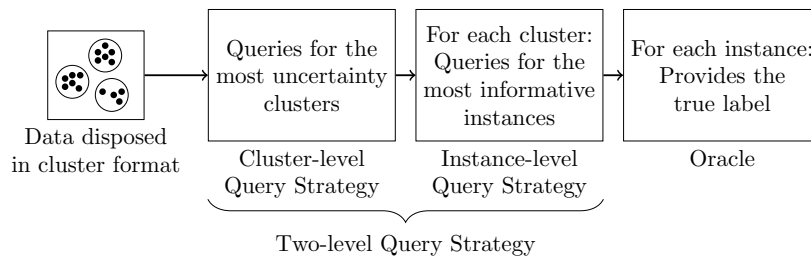 Data disposed
in cluster format
Queries for the
most uncertainty
clusters
Cluster-level
Query Strategy
For each cluster:
Queries for the
most informative
instances
Instance-level
Query Strategy
For each instance:
Provides the
true label
Oracle
Two-level Query Strategy